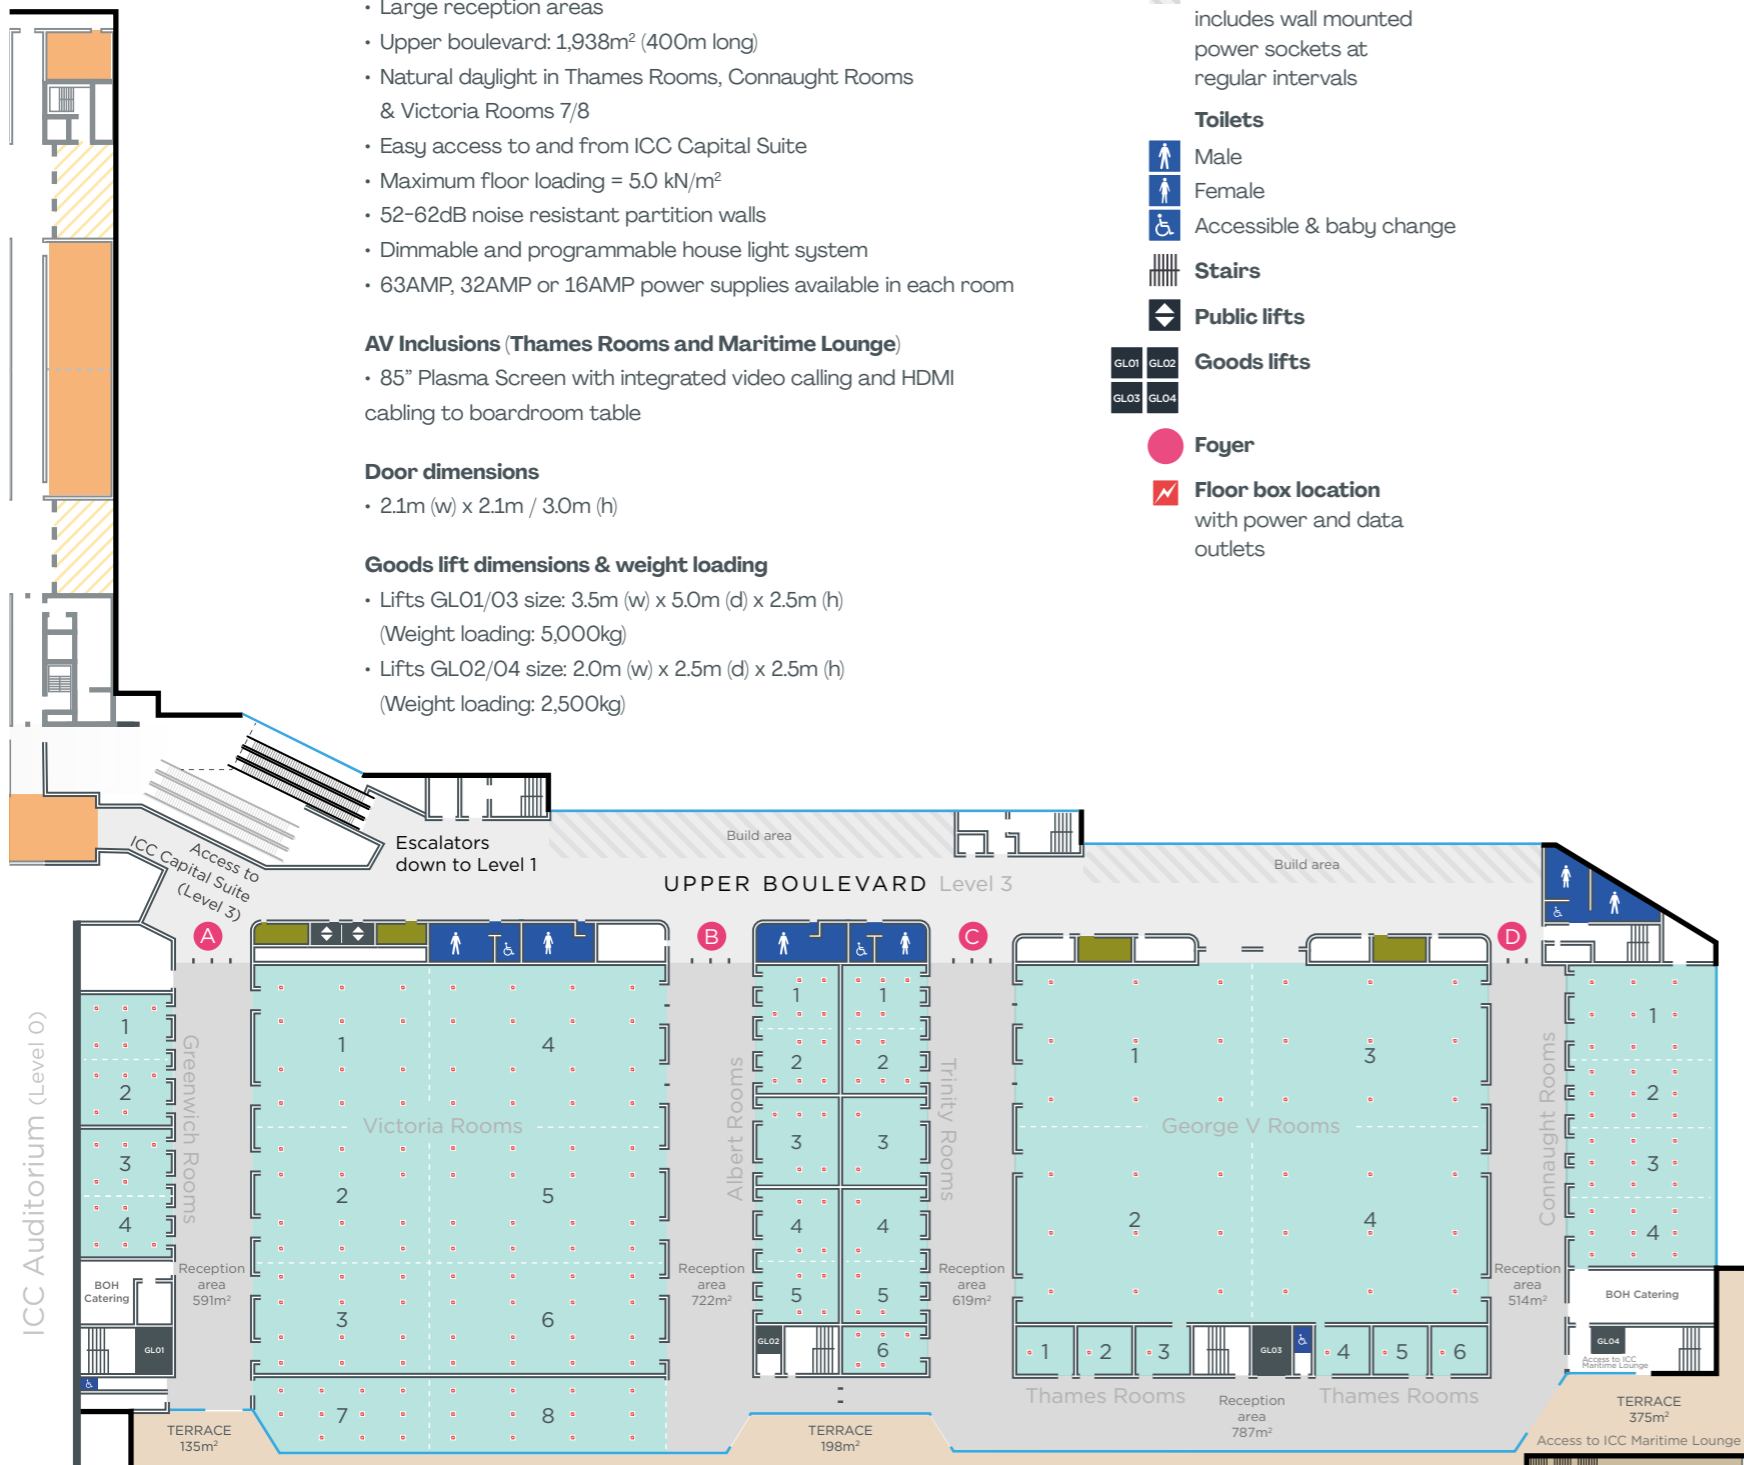 • Large reception areas
• Upper boulevard: 1,938m² (400m long)
• Natural daylight in Thames Rooms, Connaught Rooms
& Victoria Rooms 7/8
• Easy access to and from ICC Capital Suite
• Maximum floor loading = 5.0 kN/m²
• 52-62dB noise resistant partition walls
• Dimmable and programmable house light system
• 63AMP, 32AMP or 16AMP power supplies available in each room
AV Inclusions (Thames Rooms and Maritime Lounge)
• 85” Plasma Screen with integrated video calling and HDMI
cabling to boardroom table
Door dimensions
• 2.1m (w) x 2.1m / 3.0m (h)
Goods lift dimensions & weight loading
• Lifts GL01/03 size: 3.5m (w) x 5.0m (d) x 2.5m (h)
(Weight loading: 5,000kg)
• Lifts GL02/04 size: 2.0m (w) x 2.5m (d) x 2.5m (h)
(Weight loading: 2,500kg)
includes wall mounted
power sockets at
regular intervals
Toilets
Male
Female
Accessible & baby change
Stairs
Public lifts
GL01 GL02
GL03 GL04
Goods lifts
Foyer
Floor box location
with power and data
outlets
Escalators
down to Level 1
Access to
ICC Capital Suite
(Level 3)
Build area
Build area
UPPER BOULEVARD Level 3
A
B
C
D
ICC Auditorium (Level 0)
1
2
3
4
Greenwich Rooms
BOH
Catering
GL01
Reception
area
591m²
TERRACE
135m²
Victoria Rooms
1
4
2
5
3
6
7
8
Albert Rooms
Reception
area
722m²
1
2
3
4
5
GL02
1
2
3
4
5
6
Trinity Rooms
Reception
area
619m²
TERRACE
198m²
George V Rooms
1
3
2
4
1
2
3
GL03
4
5
6
Thames Rooms
Thames Rooms
Reception
area
787m²
Connaught Rooms
Reception
area
514m²
1
2
3
4
BOH Catering
GL04
Access to ICC
Maritime Lounge
TERRACE
375m²
Access to ICC Maritime Lounge